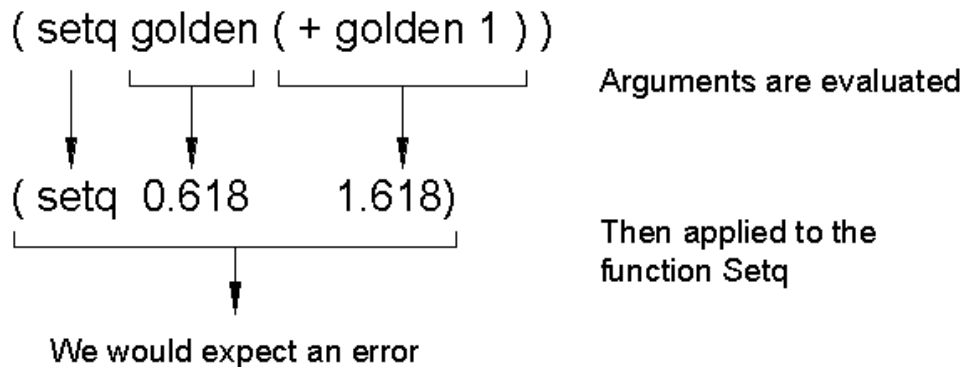 ( setq golden ( + golden 1 ) )
Arguments are evaluated
( setq 0.618 1.618)
Then applied to the
function Setq
We would expect an error